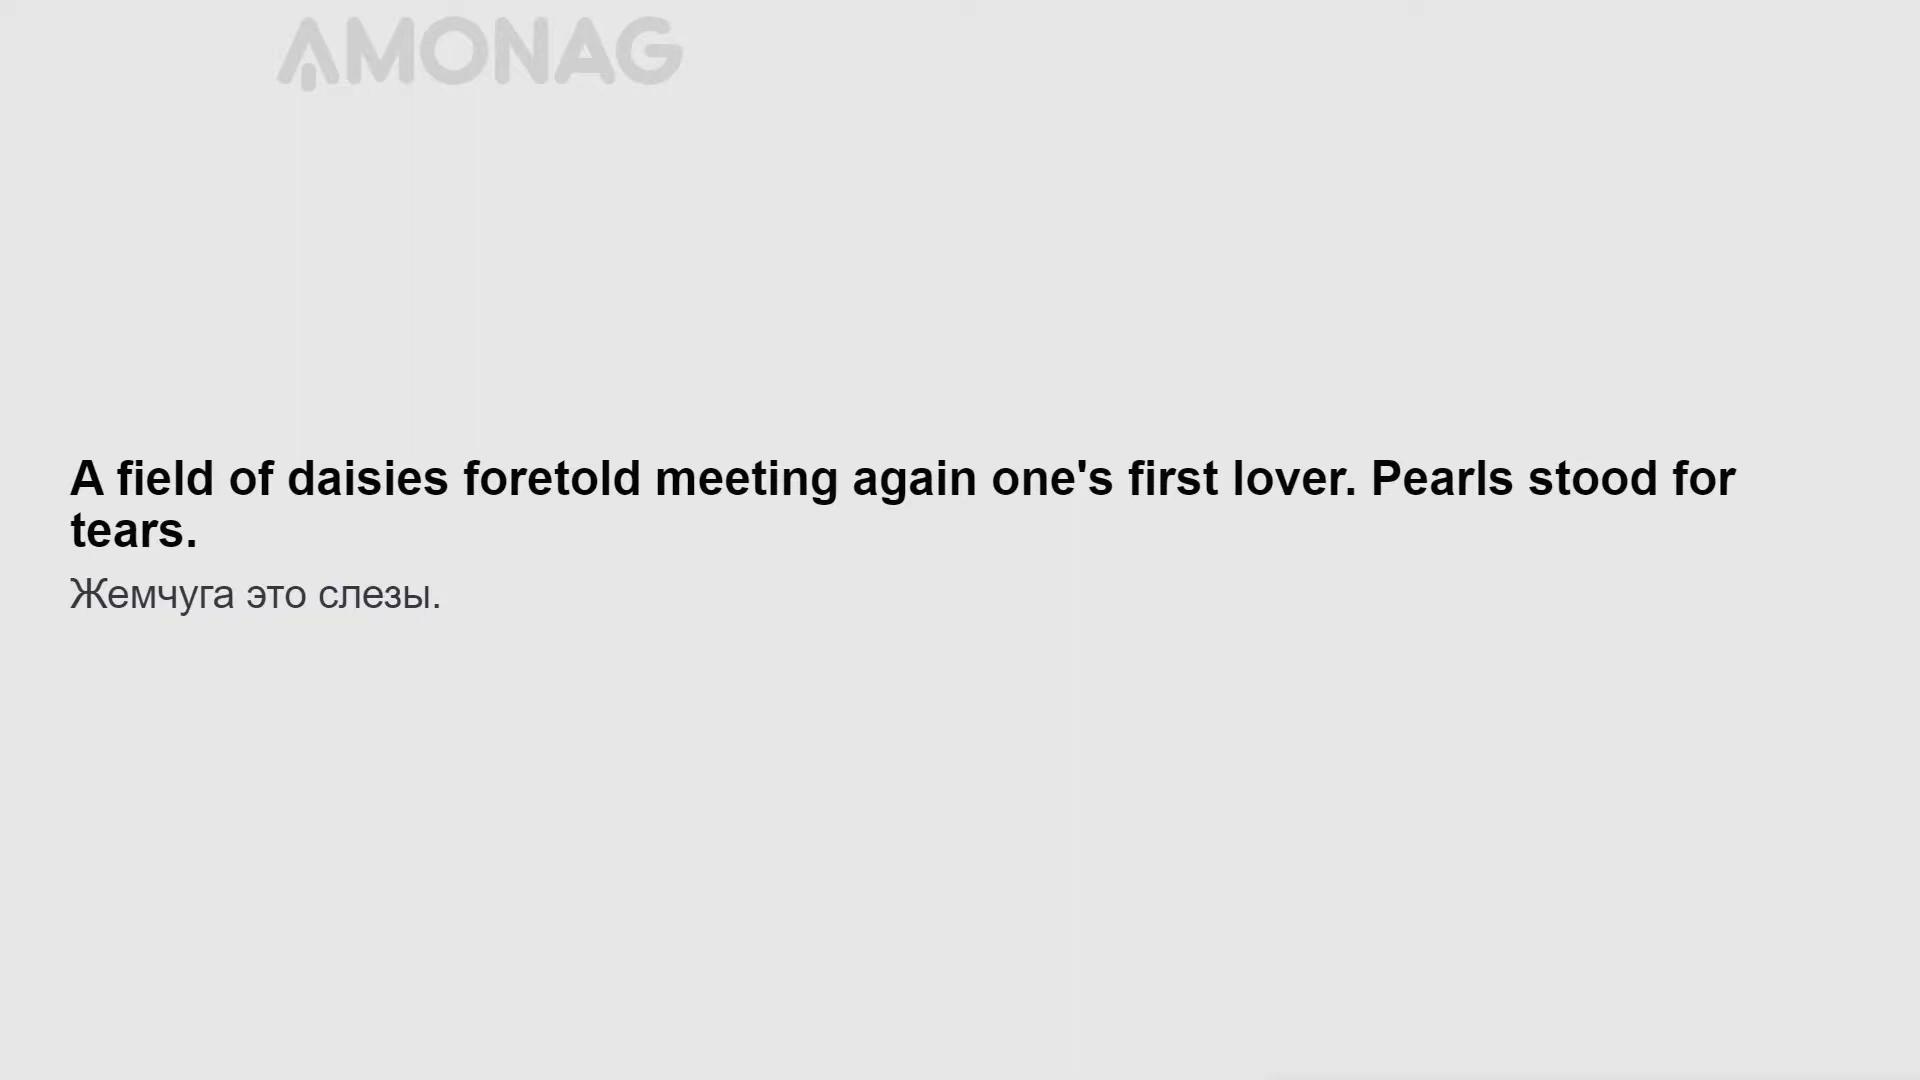 AMONAG
A field of daisies foretold meeting again one's first lover. Pearls stood for
tears.
Жемчуга это слезы.